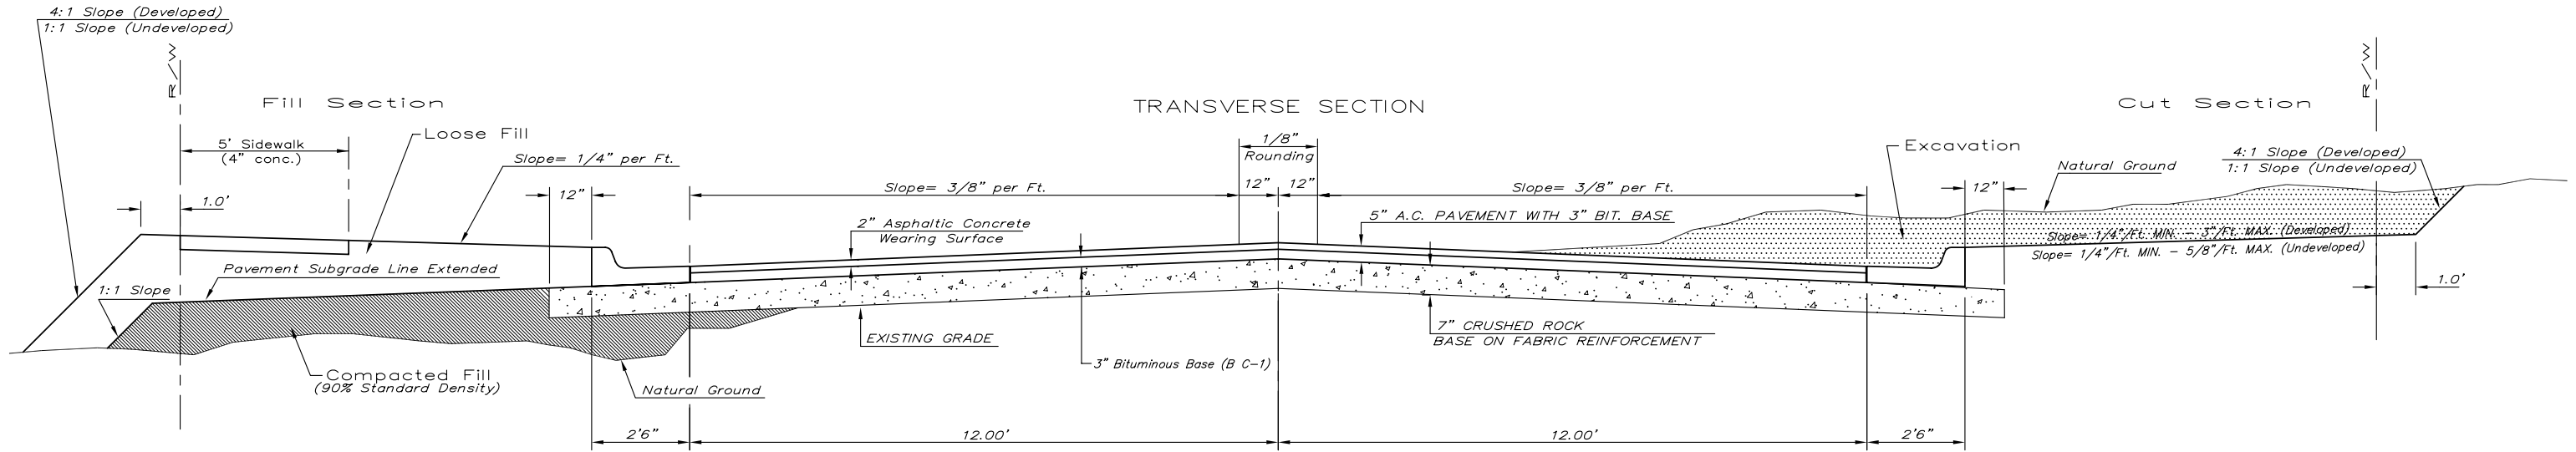 4:1 Slope (Developed)
1:1 Slope (Undeveloped)
R/W
Fill Section
TRANSVERSE SECTION
Cut Section
R/W
5' Sidewalk
(4" conc.)
Loose Fill
Slope= 1/4" per Ft.
1/8"
Rounding
Excavation
4:1 Slope (Developed)
1:1 Slope (Undeveloped)
Natural Ground
1.0'
12"
Slope= 3/8" per Ft.
12"
12"
Slope= 3/8" per Ft.
12"
2" Asphaltic Concrete
Wearing Surface
5" A.C. PAVEMENT WITH 3" BIT. BASE
Slope= 1/4"/Ft. MIN. - 3"/Ft. MAX. (Developed)
Slope= 1/4"/Ft. MIN. - 5/8"/Ft. MAX. (Undeveloped)
Pavement Subgrade Line Extended
1:1 Slope
1.0'
EXISTING GRADE
7" CRUSHED ROCK
BASE ON FABRIC REINFORCEMENT
3" Bituminous Base (B C-1)
Compacted Fill
(90% Standard Density)
Natural Ground
2'6"
12.00'
12.00'
2'6"